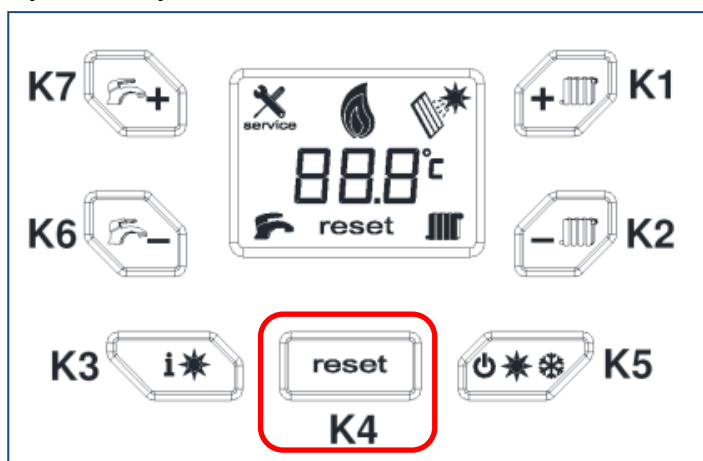 K7 + + K1
service
88.8°c
K6 - reset - K2
K3 i reset K5
K4